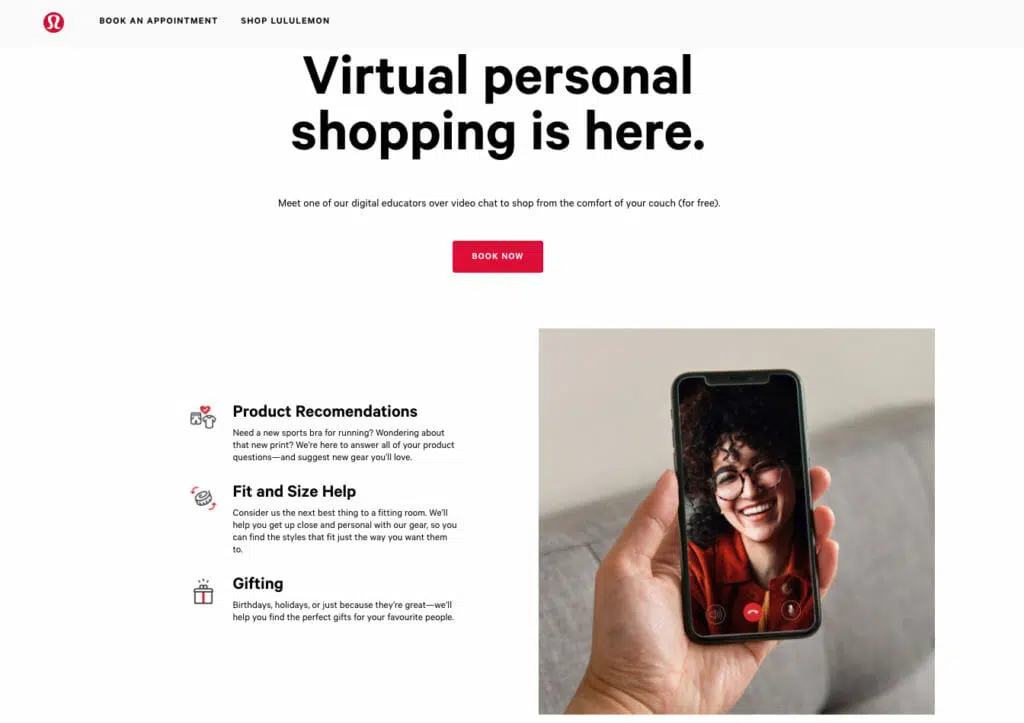 BOOK AN APPOINTMENT
SHOP LULULEMON
Virtual personal
shopping is here.
Meet one of our digital educators over video chat to shop from the comfort of your couch (for free).
BOOK NOW
Product Recomendations
Need a new sports bra for running? Wondering about
that new print? We're here to answer all of your product
questions—and suggest new gear you'll love.
Fit and Size Help
Consider us the next best thing to a fitting room. We'll
help you get up close and personal with our gear, so you
can find the styles that fit just the way you want them
to.
Gifting
Birthdays, holidays, or just because they're great—we'll
help you find the perfect gifts for your favourite people.